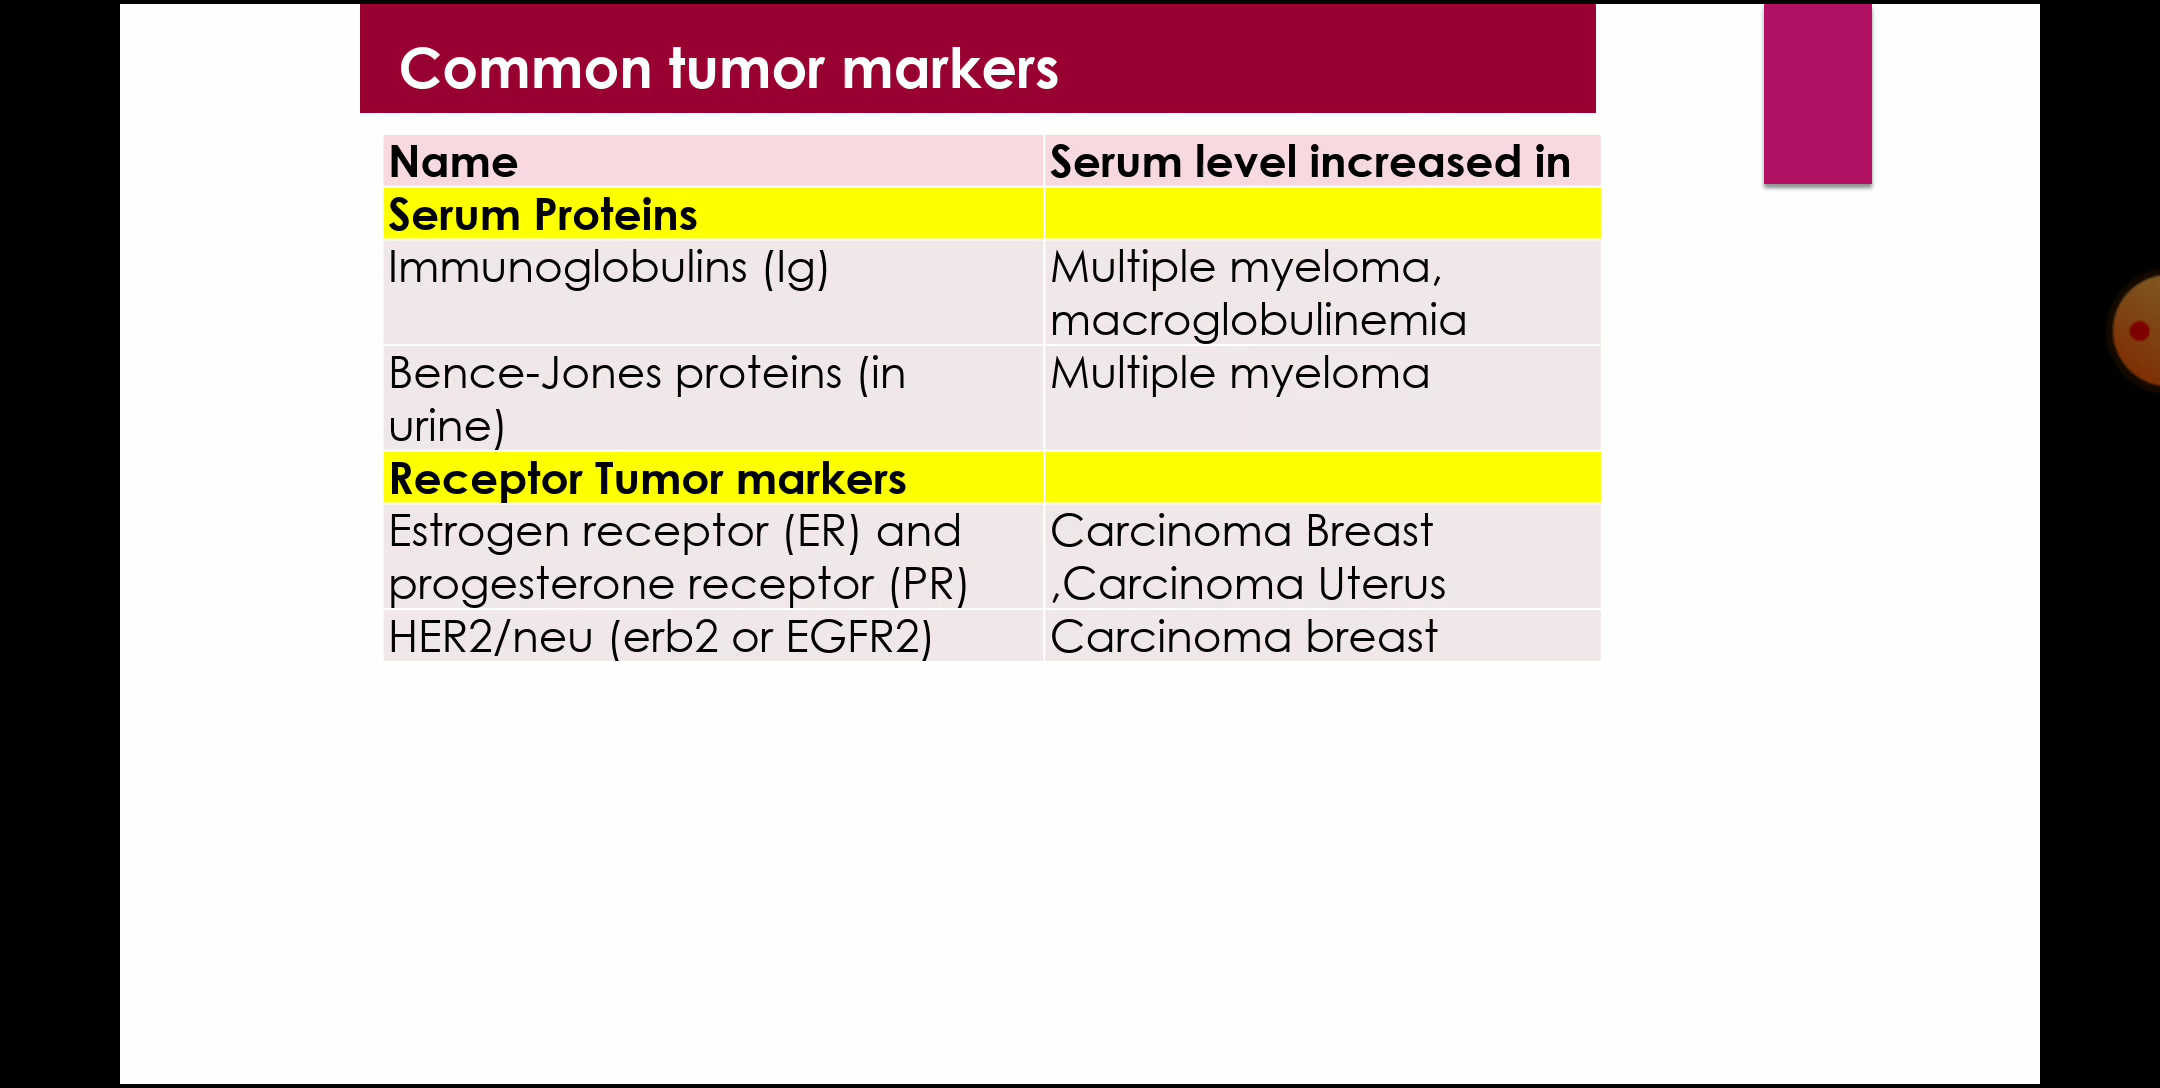 Common tumor markers
Name
Serum level increased in
Serum Proteins
Immunoglobulins (Ig)
Multiple myeloma,
macroglobulinemia
Bence-Jones proteins (in
urine)
Multiple myeloma
Receptor Tumor markers
Estrogen receptor (ER) and
progesterone receptor (PR)
Carcinoma Breast
,Carcinoma Uterus
HER2/neu (erb2 or EGFR2)
Carcinoma breast